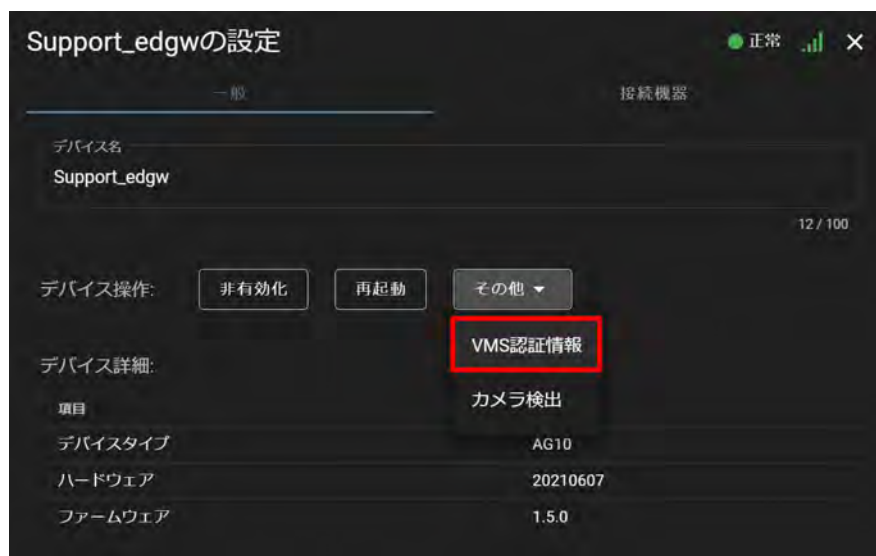 Support_edgwの設定
正常
一般
接続機器
デバイス名
Support_edgw
12 / 100
デバイス操作: 非有効化 再起動 その他
VMS認証情報
デバイス詳細:
カメラ検出
項目
デバイスタイプ AG10
ハードウェア 20210607
ファームウェア 1.5.0